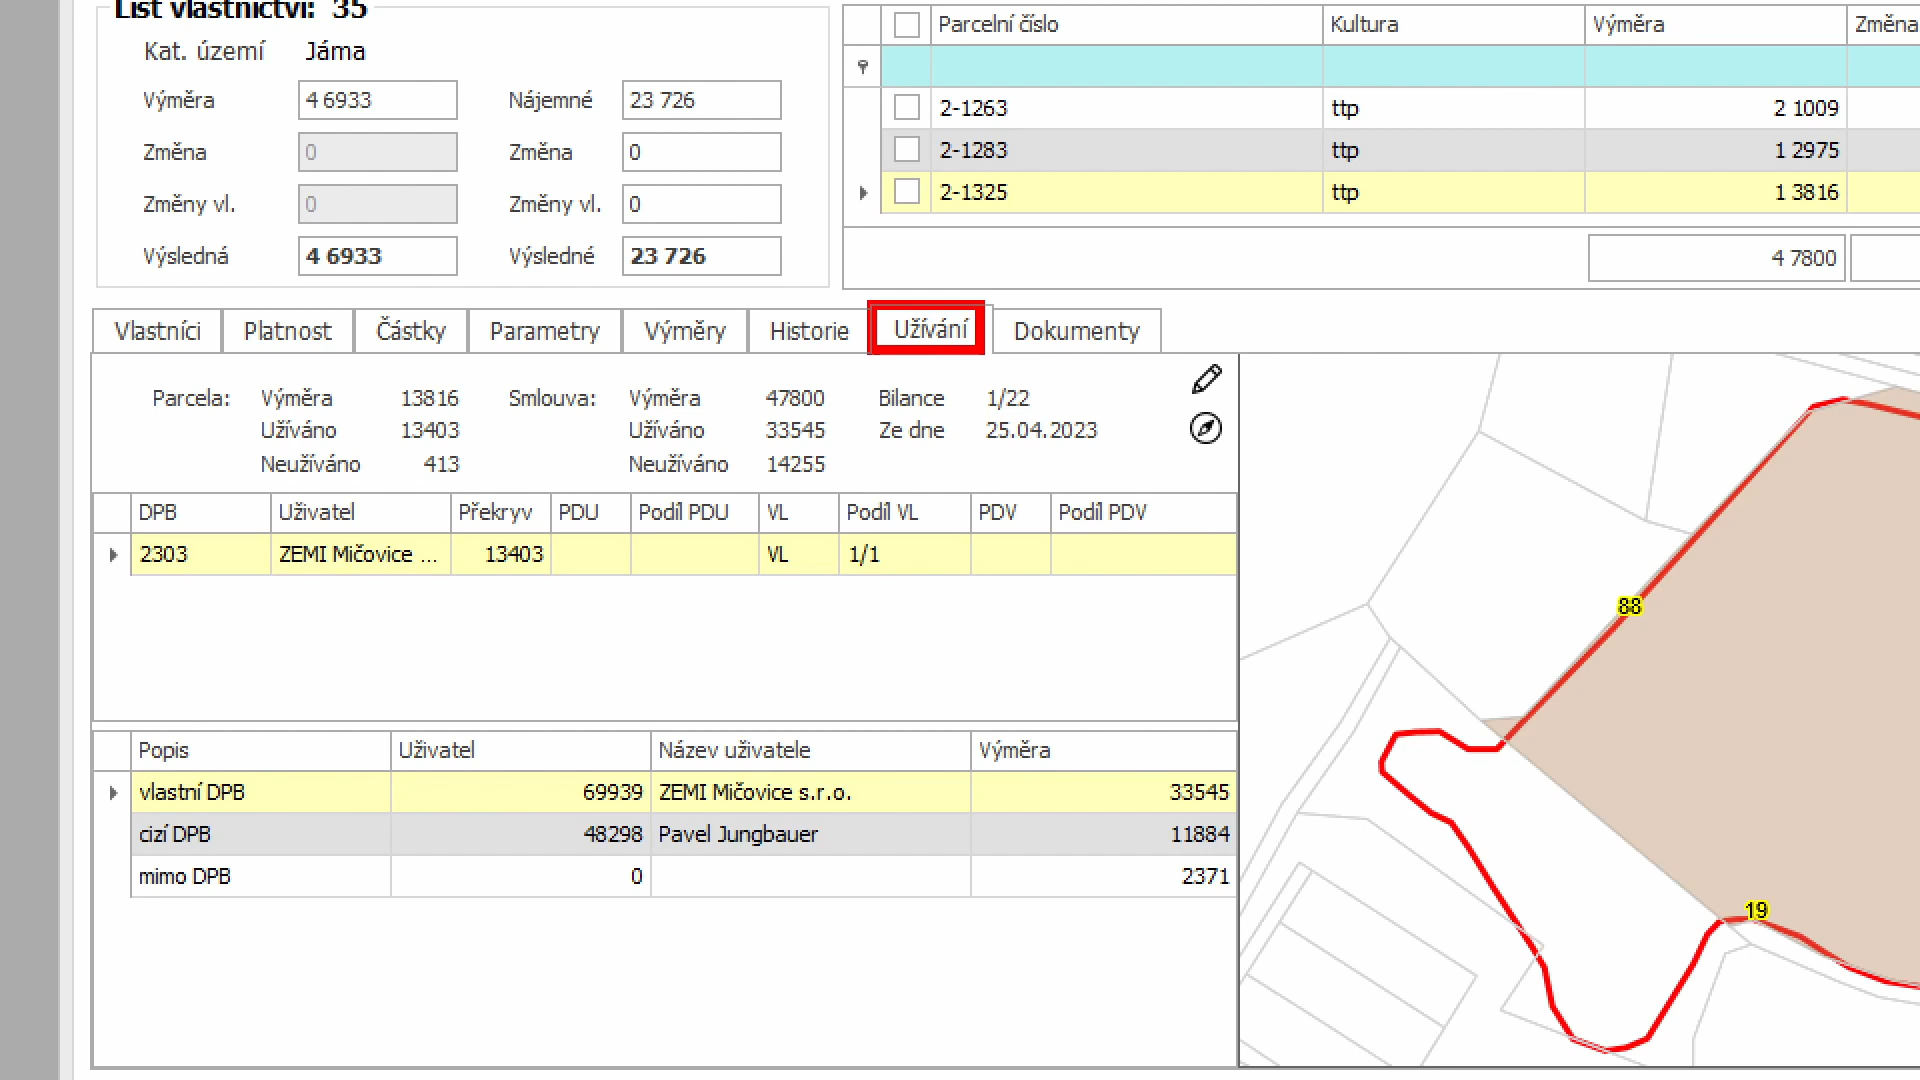 List vlastnictví: 35
Kat. území Jáma
Výměra 4 6933 Nájemné 23 726
Změna 0 Změna 0
Změny vl. 0 Změny vl. 0
Výsledná 4 6933 Výsledné 23 726
Parcelní číslo Kultura Výměra Změna
2-1263 ttp 2 1009
2-1283 ttp 1 2975
2-1325 ttp 1 3816
4 7800
Vlastníci Platnost Částky Parametry Výměry Historie Užívání Dokumenty
Parcela: Výměra 13816 Smlouva: Výměra 47800 Bilance 1/22
Užíváno 13403 Užíváno 33545 Ze dne 25.04.2023
Neužíváno 413 Neužíváno 14255
DPB Uživatel Překryv PDU Podíl PDU VL Podíl VL PDV Podíl PDV
2303 ZEMI Mičovice ... 13403 VL 1/1
Popis Uživatel Název uživatele Výměra
vlastní DPB 69939 ZEMI Mičovice s.r.o. 33545
cizí DPB 48298 Pavel Jungbauer 11884
mimo DPB 0 2371
88
19